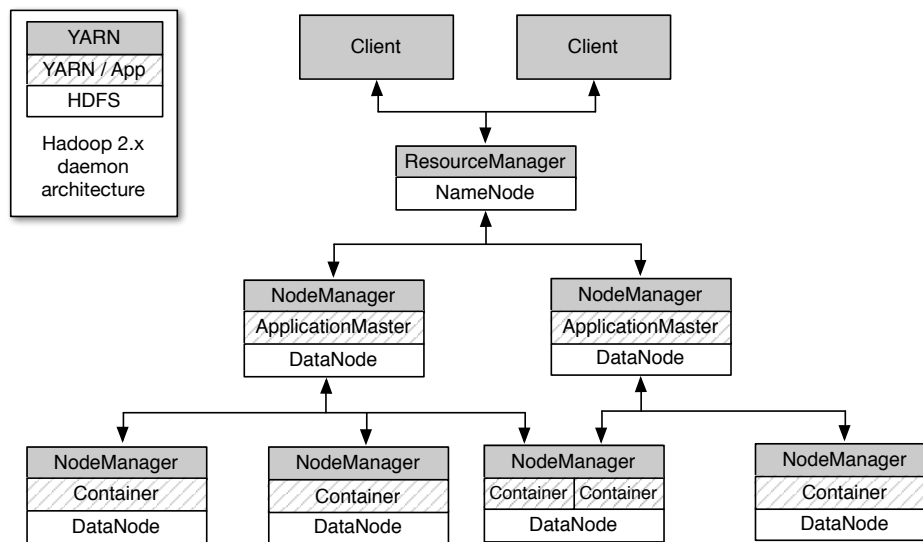 YARN
YARN / App
HDFS
Hadoop 2.x
daemon
architecture
Client
Client
ResourceManager
NameNode
NodeManager
ApplicationMaster
DataNode
NodeManager
ApplicationMaster
DataNode
NodeManager
Container
DataNode
NodeManager
Container
DataNode
NodeManager
Container Container
DataNode
NodeManager
Container
DataNode